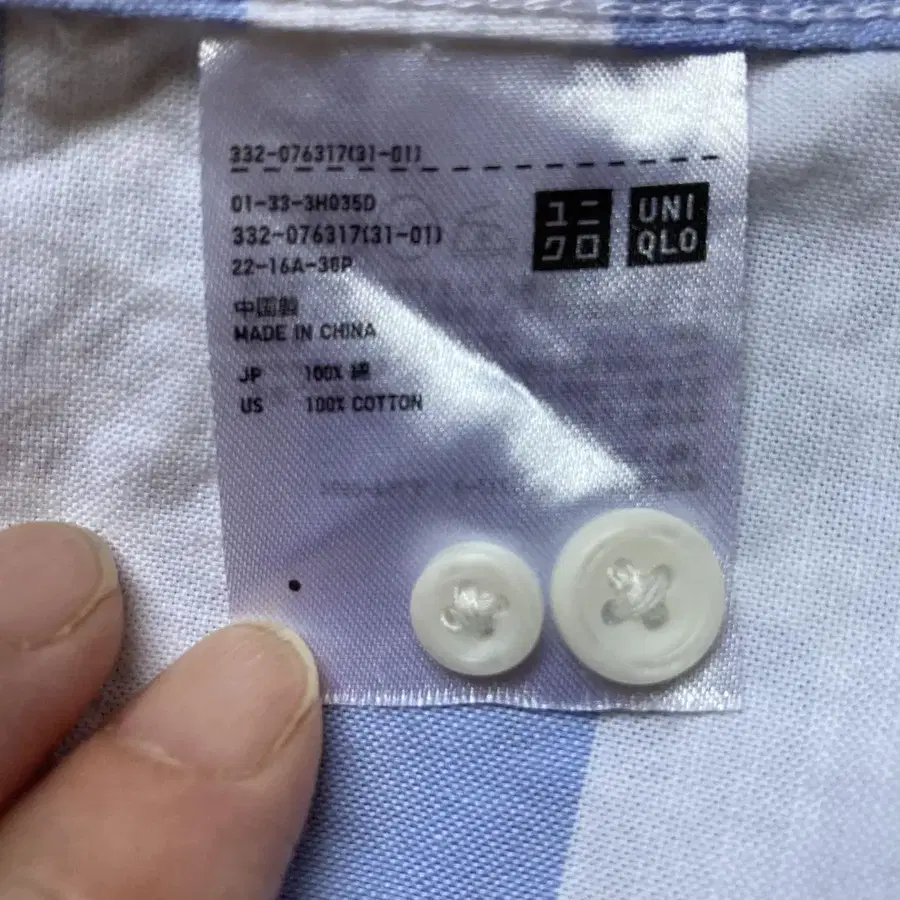 332-076317(31-01)
01-33-3H035D
332-076317(31-01)
22-16A-30P
ユニ
クロ
UNI
QLO
中国製
MADE IN CHINA
JP 100% 綿
US 100% COTTON